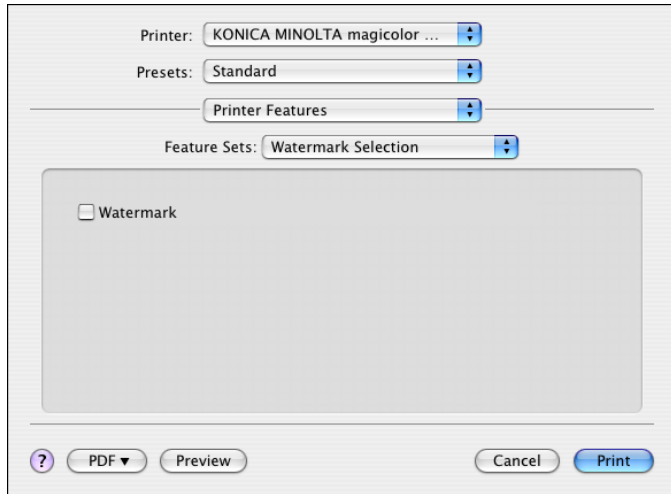 Printer: KONICA MINOLTA magicolor ...
Presets: Standard
Printer Features
Feature Sets: Watermark Selection
Watermark
? PDF ▼ Preview Cancel Print